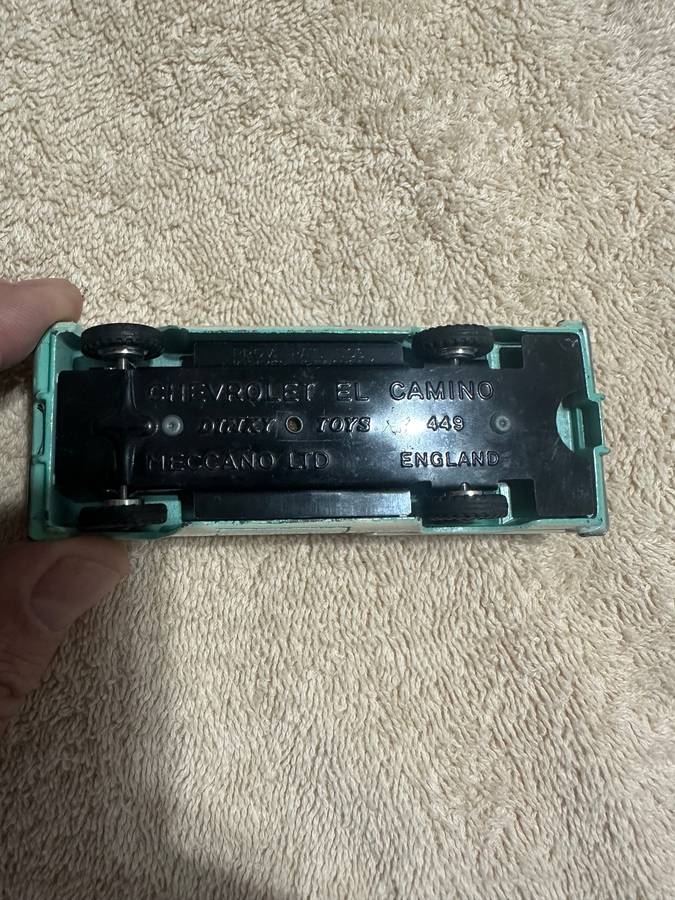 CHEVROLET EL CAMINO
DINKY TOYS 449
MECCANO LTD ENGLAND